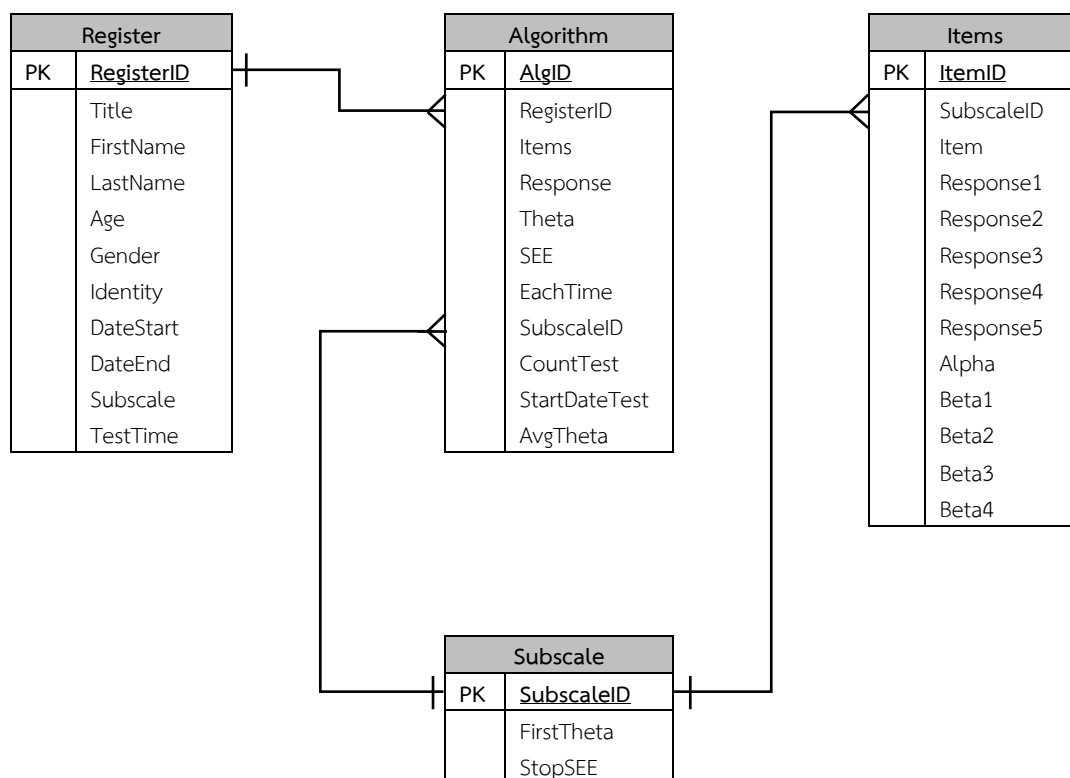 Register
PK RegisterID
Title
FirstName
LastName
Age
Gender
Identity
DateStart
DateEnd
Subscale
TestTime
Algorithm
PK AlgID
RegisterID
Items
Response
Theta
SEE
EachTime
SubscaleID
CountTest
StartDateTest
AvgTheta
Items
PK ItemID
SubscaleID
Item
Response1
Response2
Response3
Response4
Response5
Alpha
Beta1
Beta2
Beta3
Beta4
Subscale
PK SubscaleID
FirstTheta
StopSEE